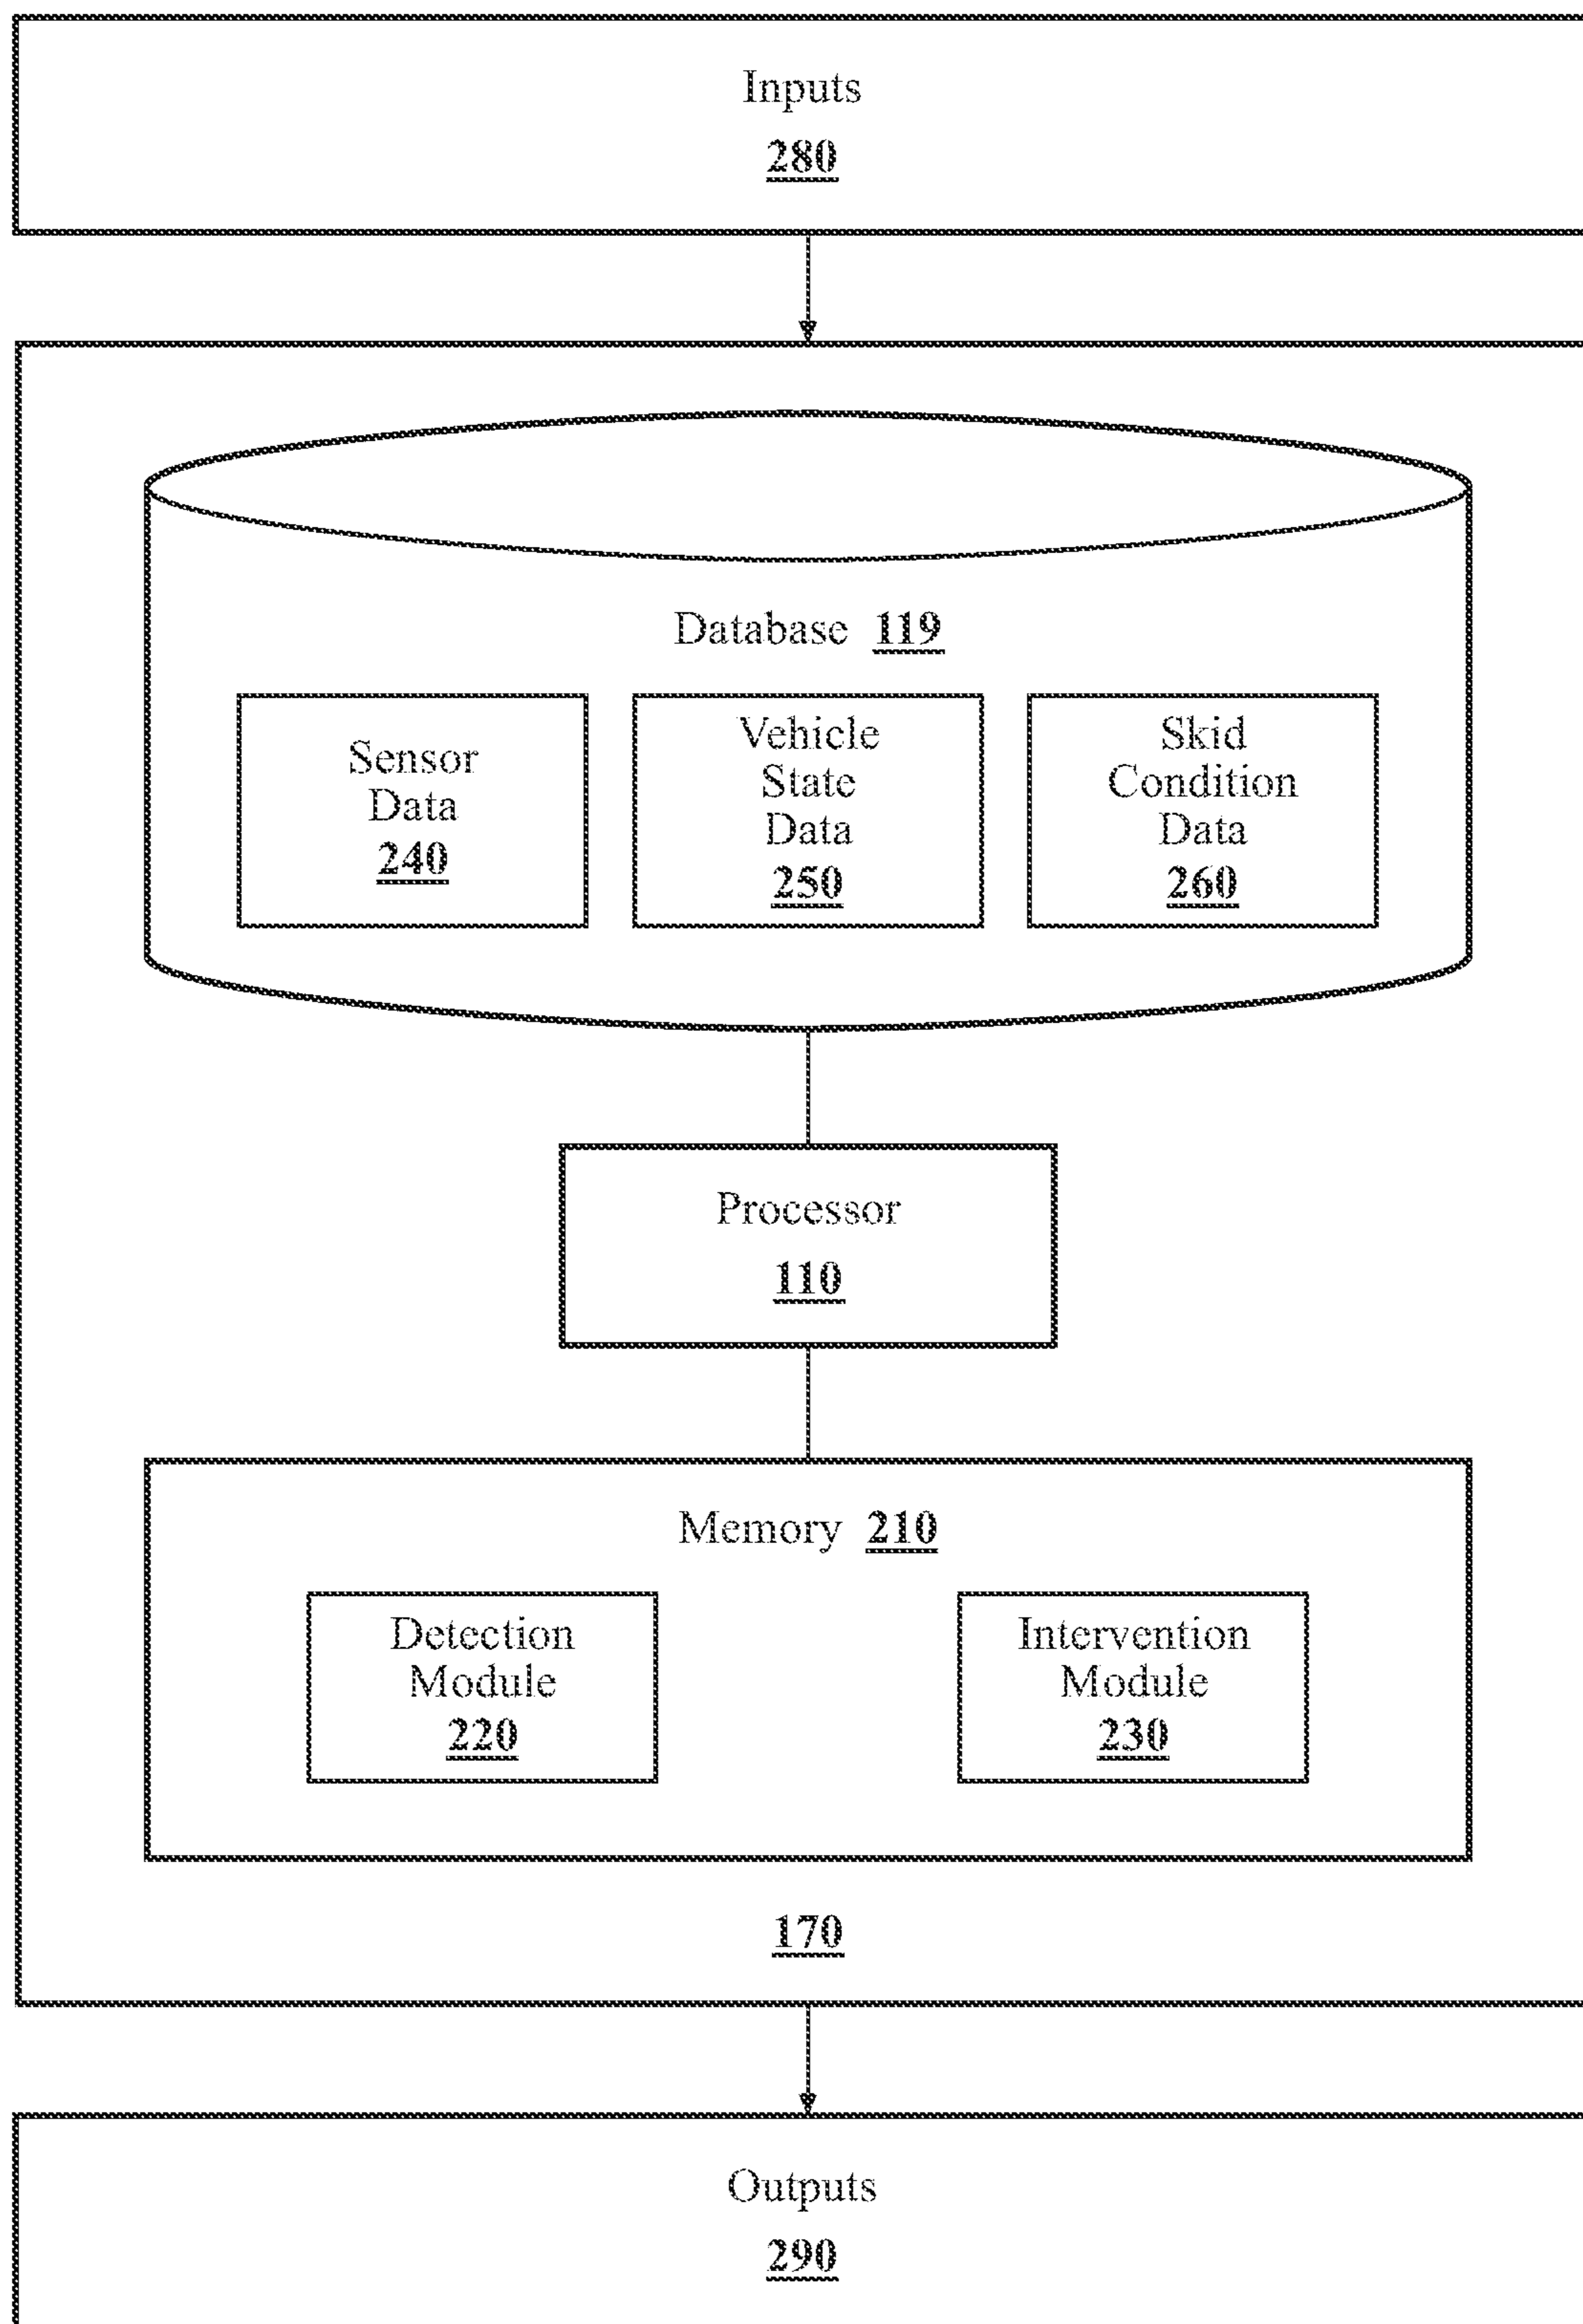 Inputs
280
Database 119
Sensor
Data
240
Vehicle
State
Data
250
Skid
Condition
Data
260
Processor
110
Memory 210
Detection
Module
220
Intervention
Module
230
170
Outputs
290